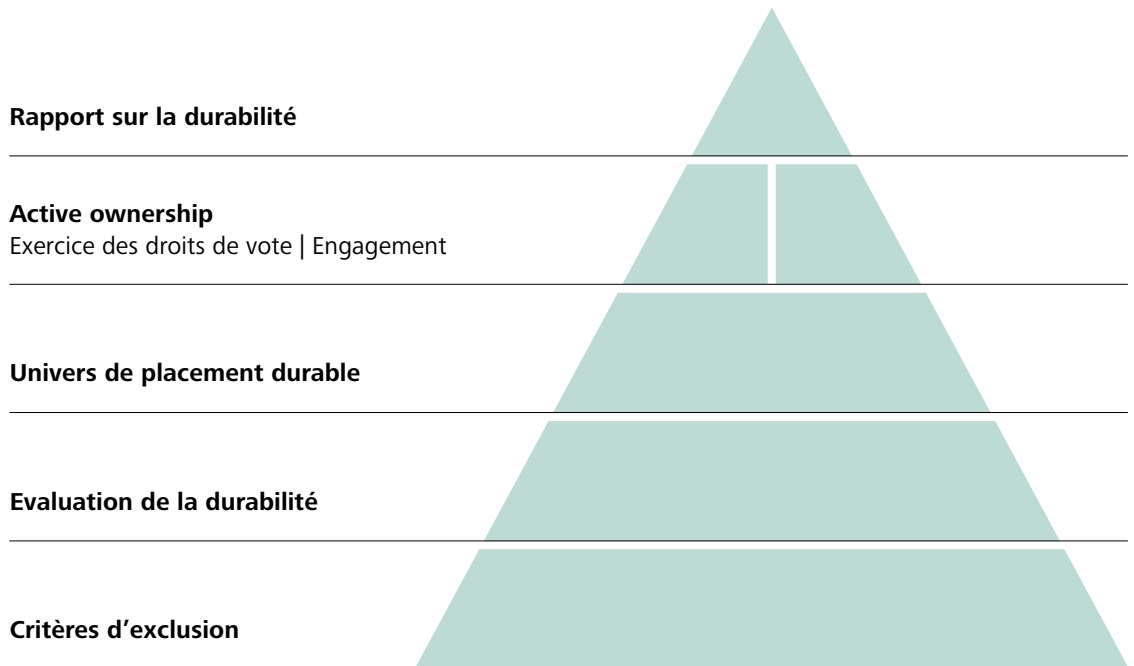 Rapport sur la durabilité
Active ownership
Exercice des droits de vote | Engagement
Univers de placement durable
Evaluation de la durabilité
Critères d’exclusion